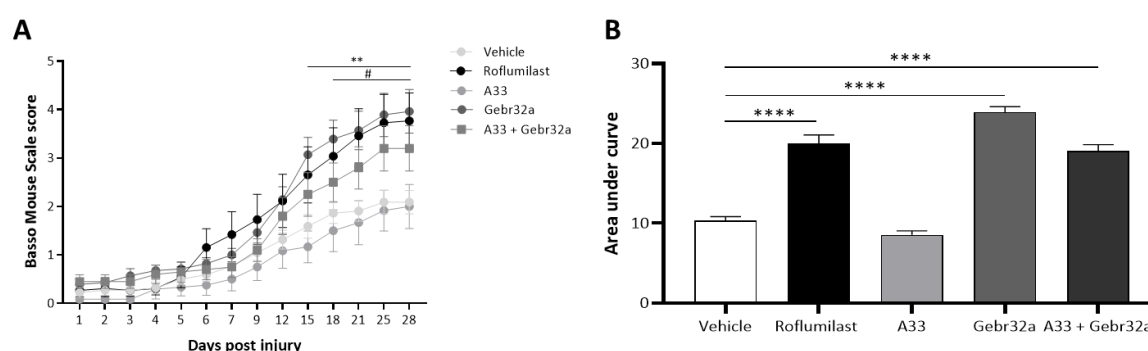 A
Basso Mouse Scale score
5
4
3
2
1
0
**
#
1 2 3 4 5 6 7 9 12 15 18 21 25 28
Days post injury
Vehicle
Roflumilast
A33
Gebr32a
A33 + Gebr32a
B
Area under curve
30
20
10
0
****
****
****
Vehicle Roflumilast A33 Gebr32a A33 + Gebr32a